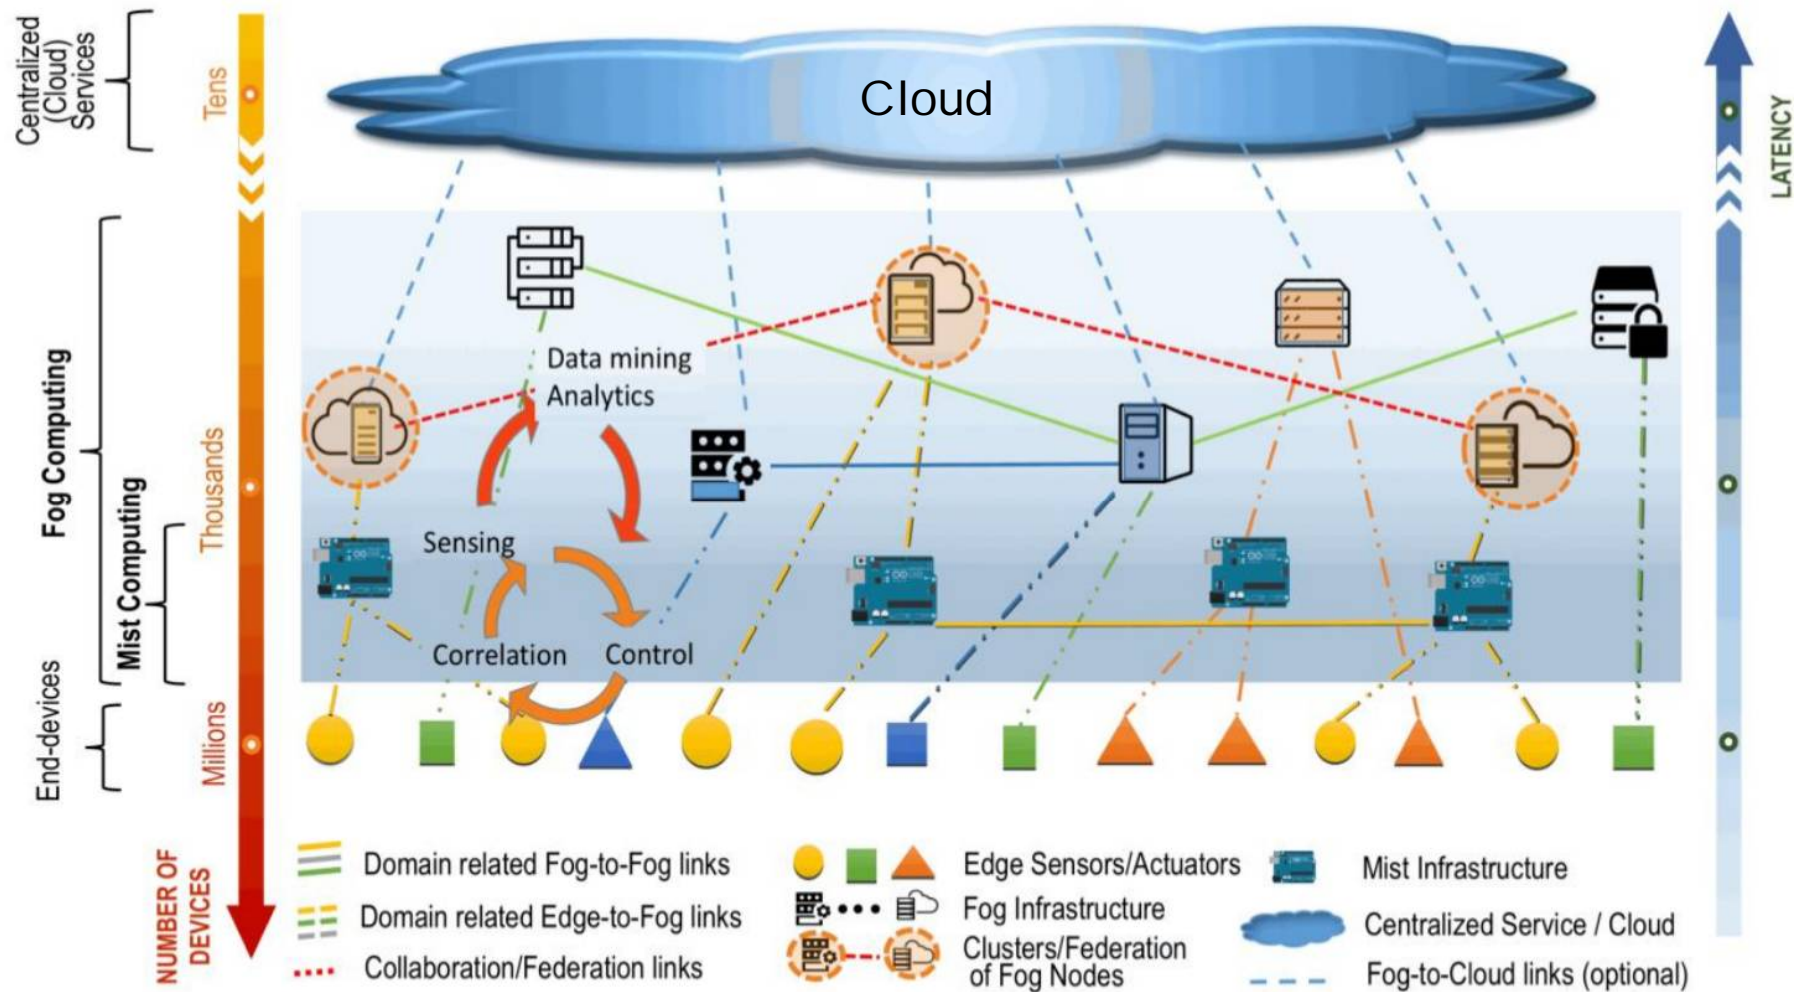 Centralized
(Cloud)
Services
Tens
Cloud
LATENCY
Fog Computing
Mist Computing
Thousands
Data mining
Analytics
Sensing
Correlation
Control
End-devices
Millions
NUMBER OF
DEVICES
Domain related Fog-to-Fog links
Domain related Edge-to-Fog links
Collaboration/Federation links
Edge Sensors/Actuators
Fog Infrastructure
Clusters/Federation
of Fog Nodes
Mist Infrastructure
Centralized Service / Cloud
Fog-to-Cloud links (optional)